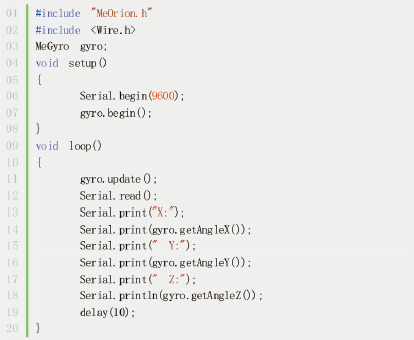 01 #include "MeOrion.h"
02 #include <Wire.h>
03 MeGyro gyro;
04 void setup()
05 {
06 Serial.begin(9600);
07 gyro.begin();
08 }
09 void loop()
10 {
11 gyro.update();
12 Serial.read();
13 Serial.print("X:");
14 Serial.print(gyro.getAngleX());
15 Serial.print(" Y:");
16 Serial.print(gyro.getAngleY());
17 Serial.print(" Z:");
18 Serial.println(gyro.getAngleZ());
19 delay(10);
20 }